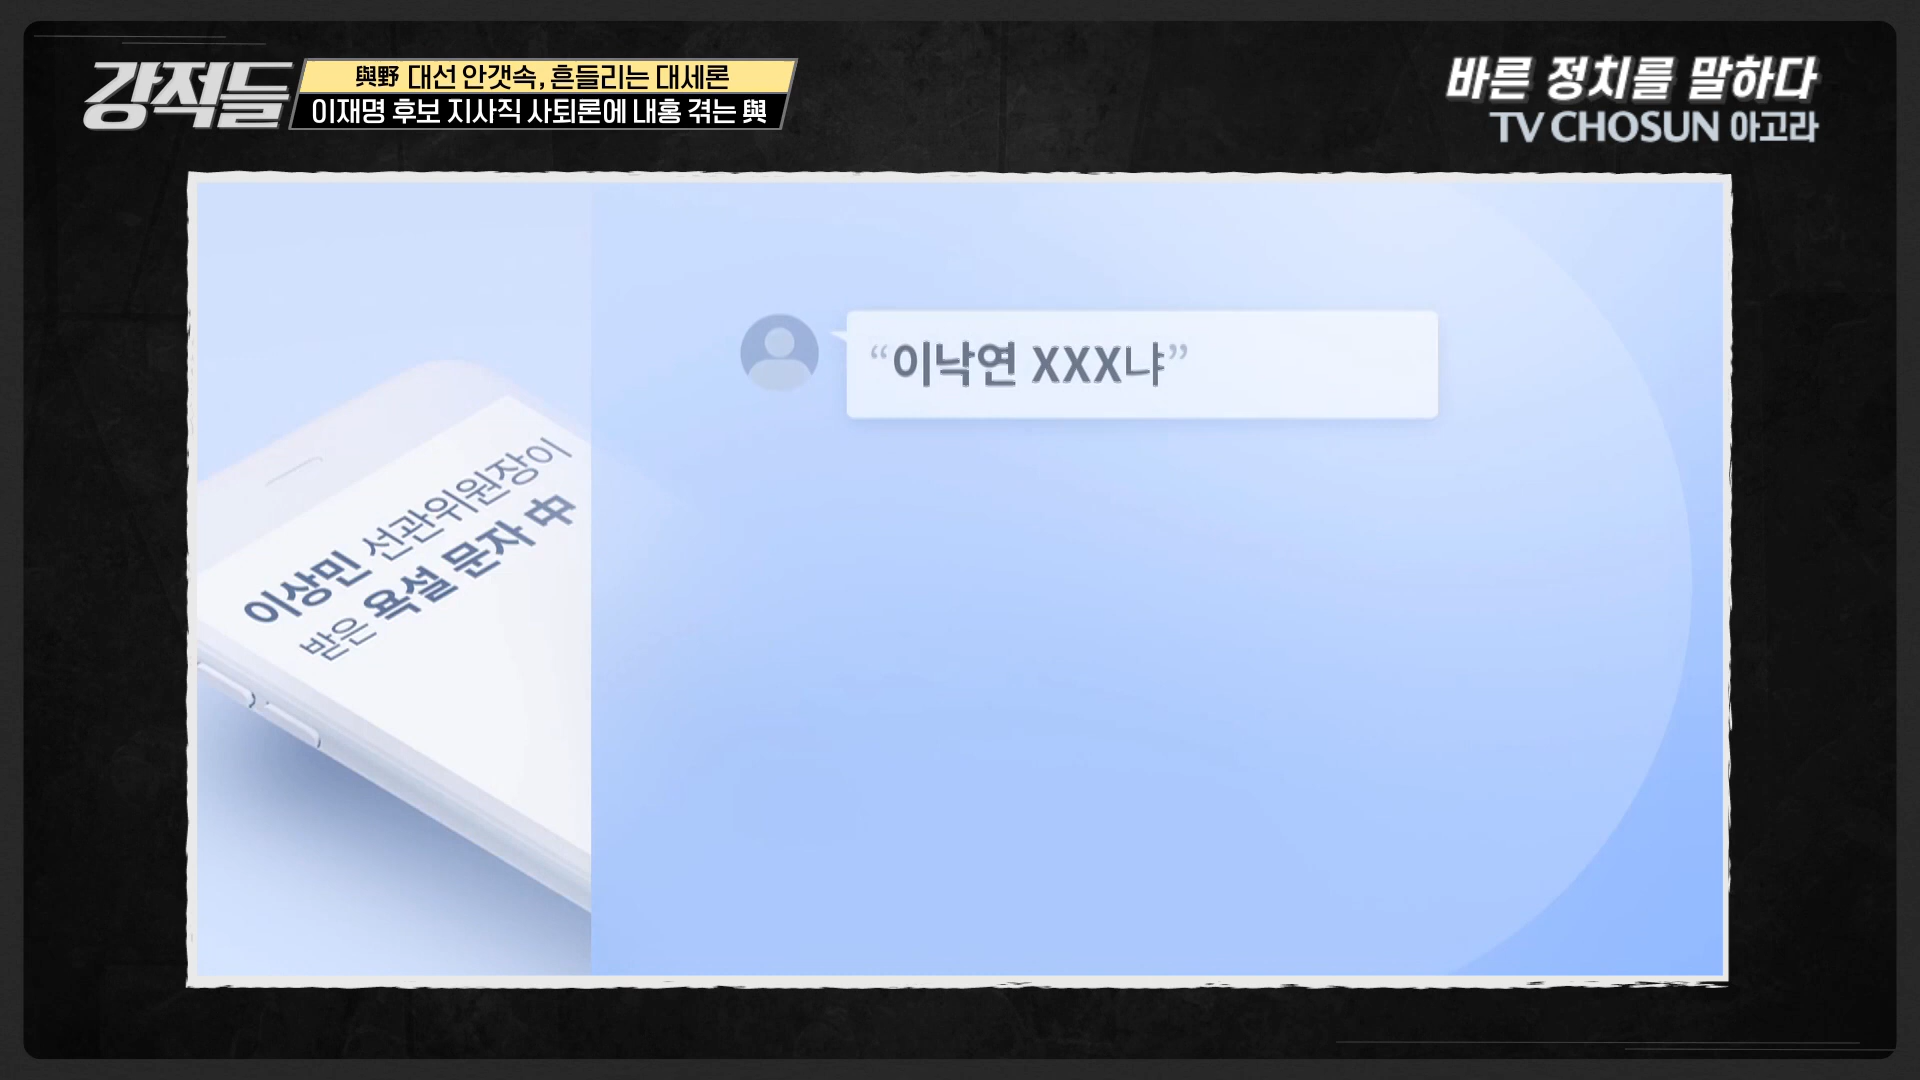 강적들
與野 대선 안갯속, 흔들리는 대세론
이재명 후보 지사직 사퇴론에 내홍 겪는 與
바른 정치를 말하다
TV CHOSUN 아고라
“이낙연 XXX냐”
이상민 선관위원장이
받은 욕설 문자 中